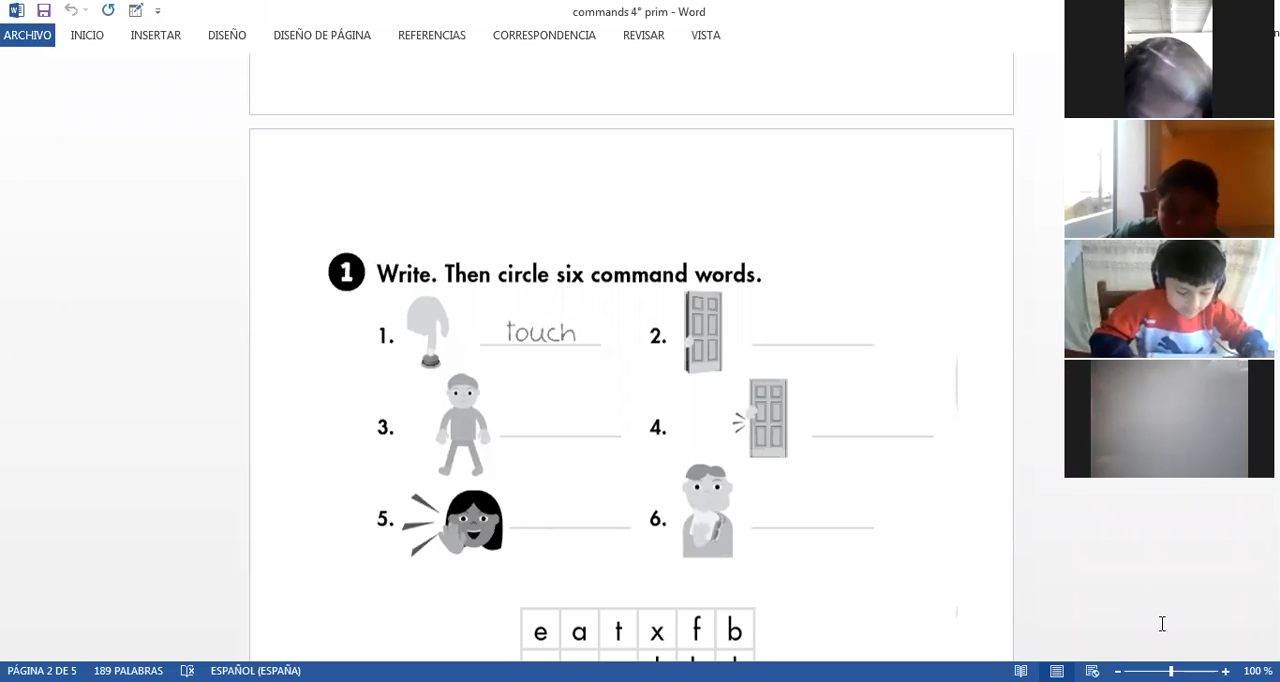 commands 4° prim - Word
ARCHIVO INICIO INSERTAR DISEÑO DISEÑO DE PÁGINA REFERENCIAS CORRESPONDENCIA REVISAR VISTA
1 Write. Then circle six command words.
1. touch 2.
3. 4.
5. 6.
e a t x f b
PÁGINA 2 DE 5 189 PALABRAS ESPAÑOL (ESPAÑA) 100 %